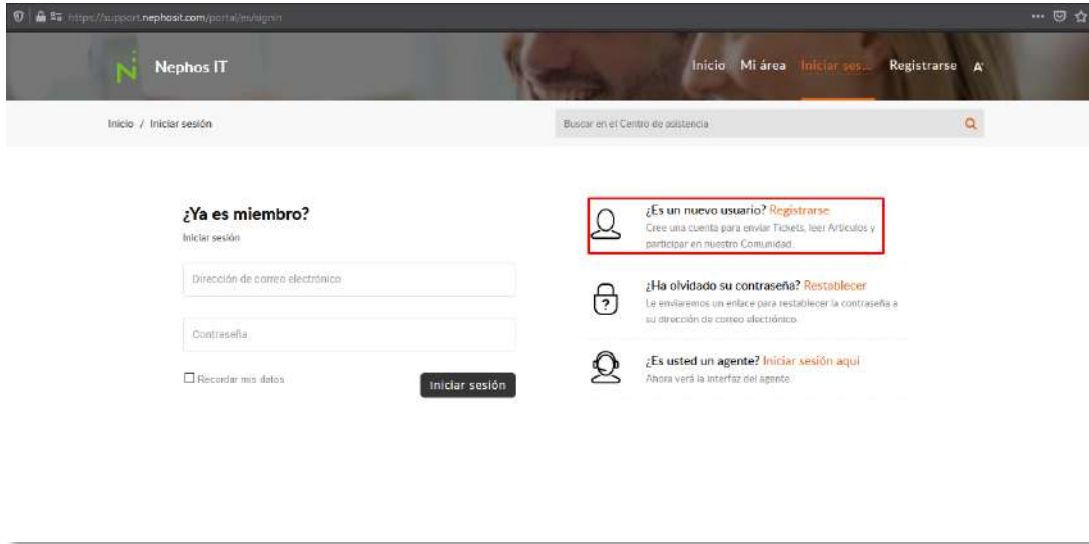 https://support.nephosit.com/portal/es/signin
Nephos IT
Inicio Mi área Iniciar ses... Registrarse A
Inicio / Iniciar sesión
Buscar en el Centro de asistencia
¿Ya es miembro?
Iniciar sesión
Dirección de correo electrónico
Contraseña
Recordar mis datos
Iniciar sesión
¿Es un nuevo usuario? Registrarse
Cree una cuenta para enviar Tickets, leer Artículos y
participar en nuestro Comunidad.
¿Ha olvidado su contraseña? Restablecer
Le enviaremos un enlace para restablecer la contraseña a
su dirección de correo electrónico.
¿Es usted un agente? Iniciar sesión aquí
Ahora verá la interfaz del agente.